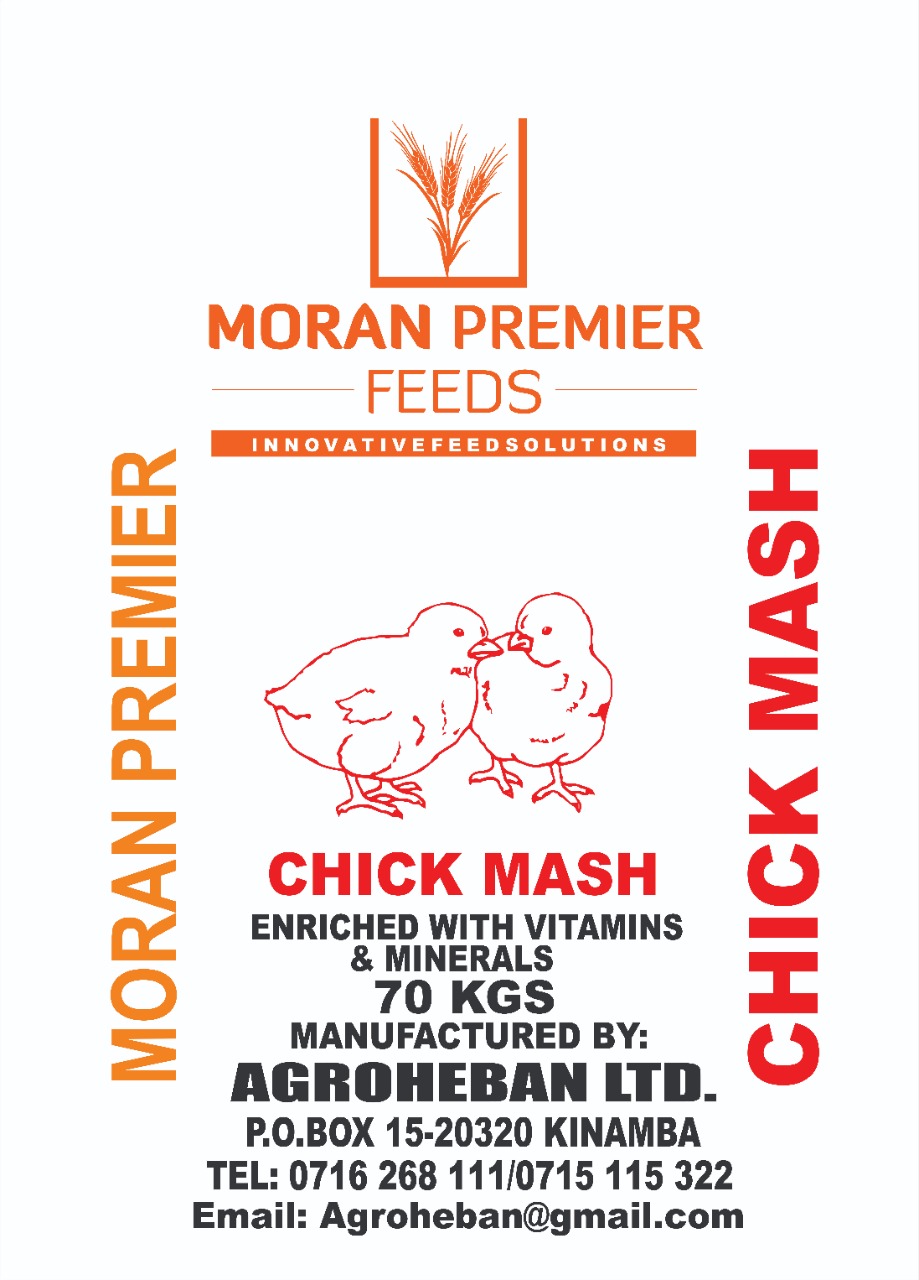 MORAN PREMIER
FEEDS
INNOVATIVEFEEDSOLUTIONS
MORAN PREMIER
CHICK MASH
CHICK MASH
ENRICHED WITH VITAMINS
& MINERALS
70 KGS
MANUFACTURED BY:
AGROHEBAN LTD.
P.O.BOX 15-20320 KINAMBA
TEL: 0716 268 111/0715 115 322
Email: Agroheban@gmail.com